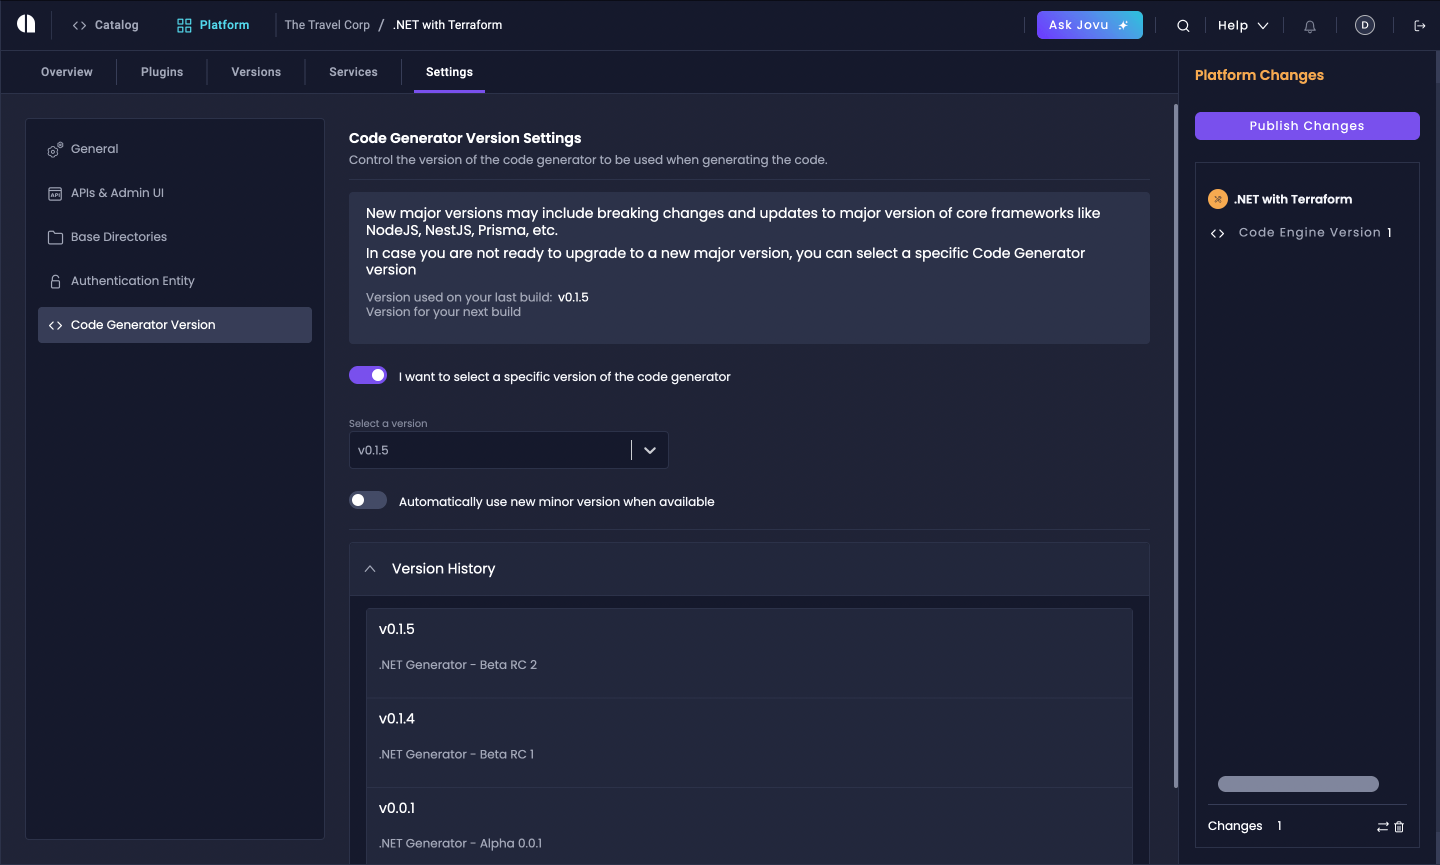 Catalog
Platform
The Travel Corp / .NET with Terraform
Ask Jovu
Help
D
Overview
Plugins
Versions
Services
Settings
General
APIs & Admin UI
Base Directories
Authentication Entity
Code Generator Version
Code Generator Version Settings
Control the version of the code generator to be used when generating the code.
New major versions may include breaking changes and updates to major version of core frameworks like
NodeJS, NestJS, Prisma, etc.
In case you are not ready to upgrade to a new major version, you can select a specific Code Generator
version
Version used on your last build: v0.1.5
Version for your next build
I want to select a specific version of the code generator
Select a version
v0.1.5
Automatically use new minor version when available
Version History
v0.1.5
.NET Generator - Beta RC 2
v0.1.4
.NET Generator - Beta RC 1
v0.0.1
.NET Generator - Alpha 0.0.1
Platform Changes
Publish Changes
.NET with Terraform
Code Engine Version 1
Changes 1